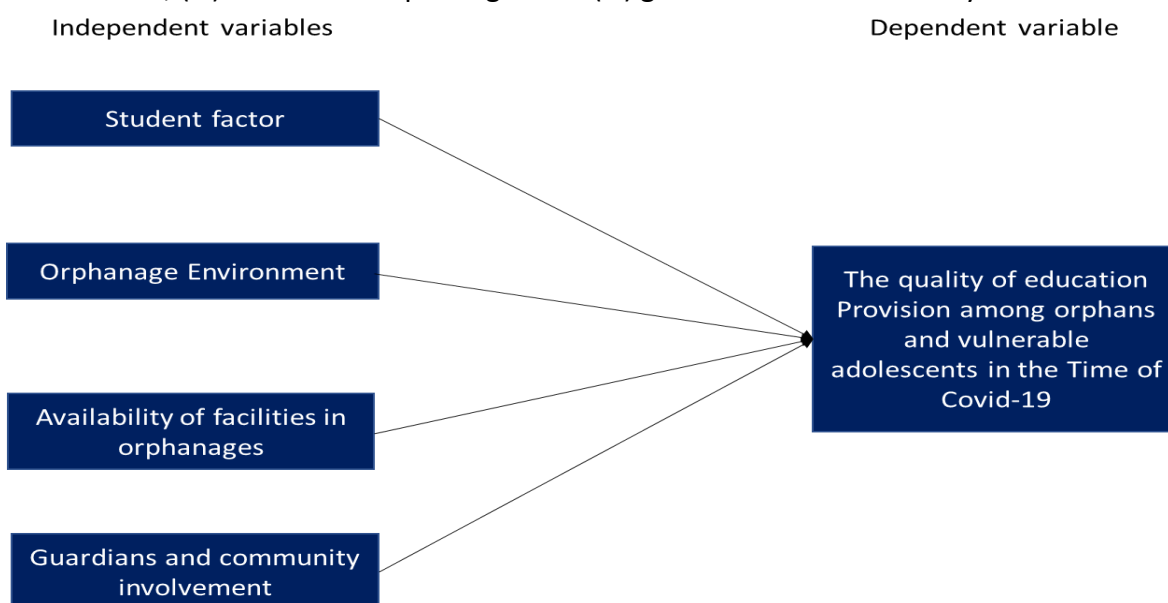 Independent variables
Dependent variable
Student factor
Orphanage Environment
Availability of facilities in
orphanages
Guardians and community
involvement
The quality of education
Provision among orphans
and vulnerable
adolescents in the Time of
Covid-19